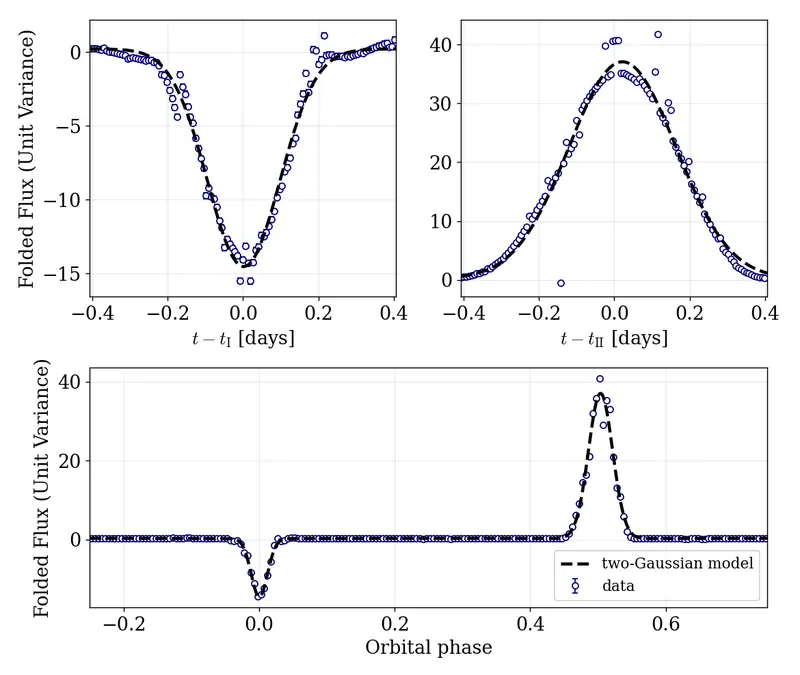 Folded Flux (Unit Variance)
0
−5
−10
−15
−0.4 −0.2 0.0 0.2 0.4
t − t_I [days]
40
30
20
10
0
−0.4 −0.2 0.0 0.2 0.4
t − t_II [days]
Folded Flux (Unit Variance)
40
20
0
two-Gaussian model
data
−0.2 0.0 0.2 0.4 0.6
Orbital phase